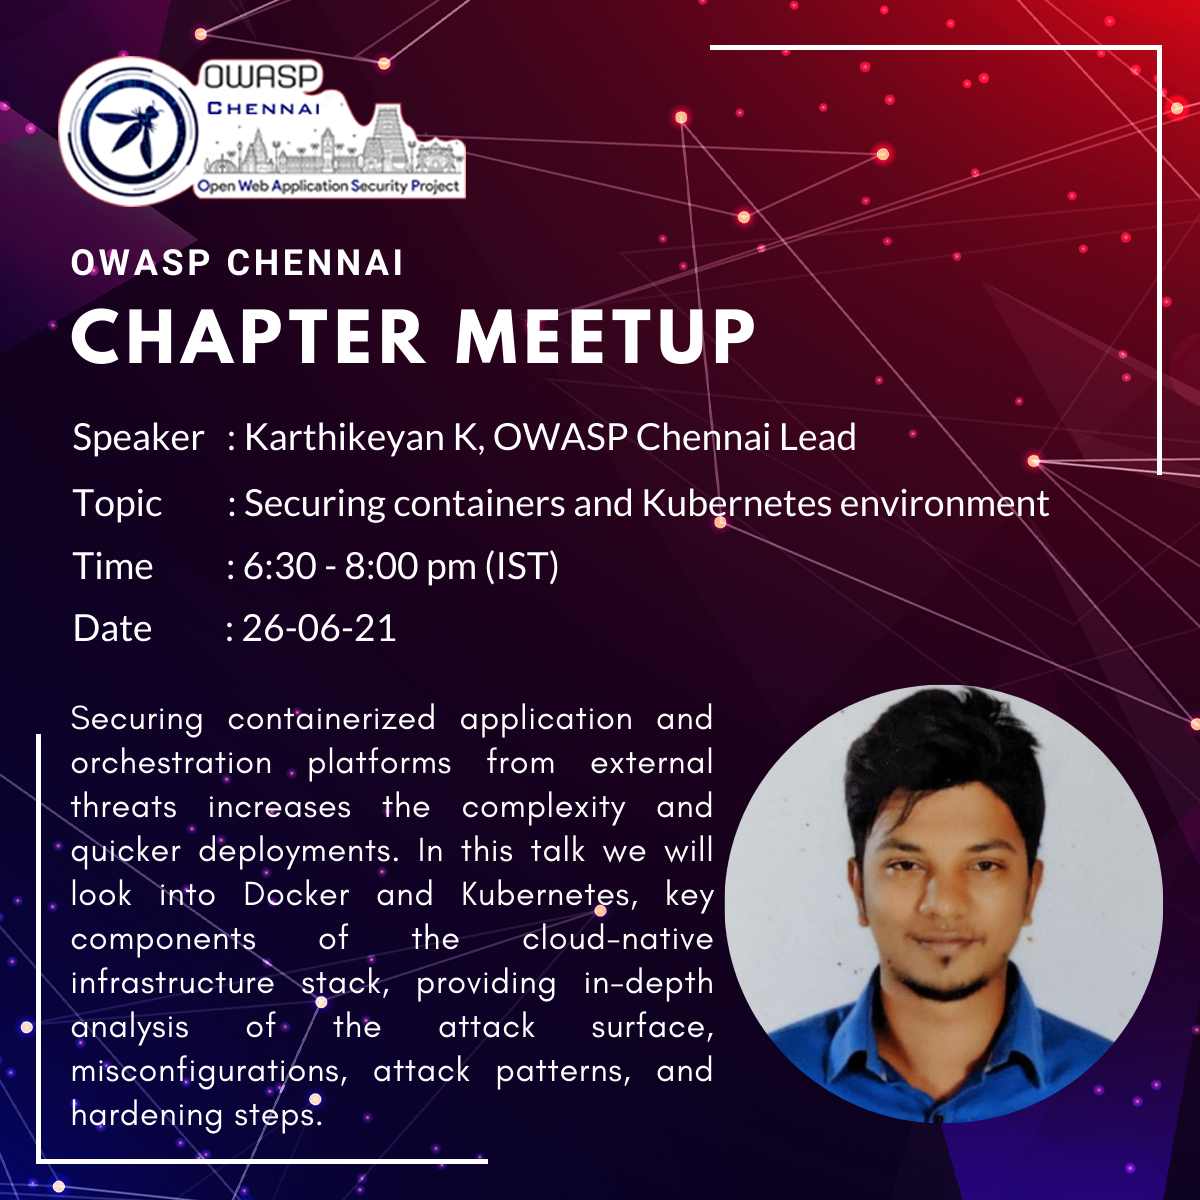 OWASP
CHENNAI
Open Web Application Security Project
OWASP CHENNAI
CHAPTER MEETUP
Speaker : Karthikeyan K, OWASP Chennai Lead
Topic : Securing containers and Kubernetes environment
Time : 6:30 - 8:00 pm (IST)
Date : 26-06-21
Securing containerized application and
orchestration platforms from external
threats increases the complexity and
quicker deployments. In this talk we will
look into Docker and Kubernetes, key
components of the cloud-native
infrastructure stack, providing in-depth
analysis of the attack surface,
misconfigurations, attack patterns, and
hardening steps.